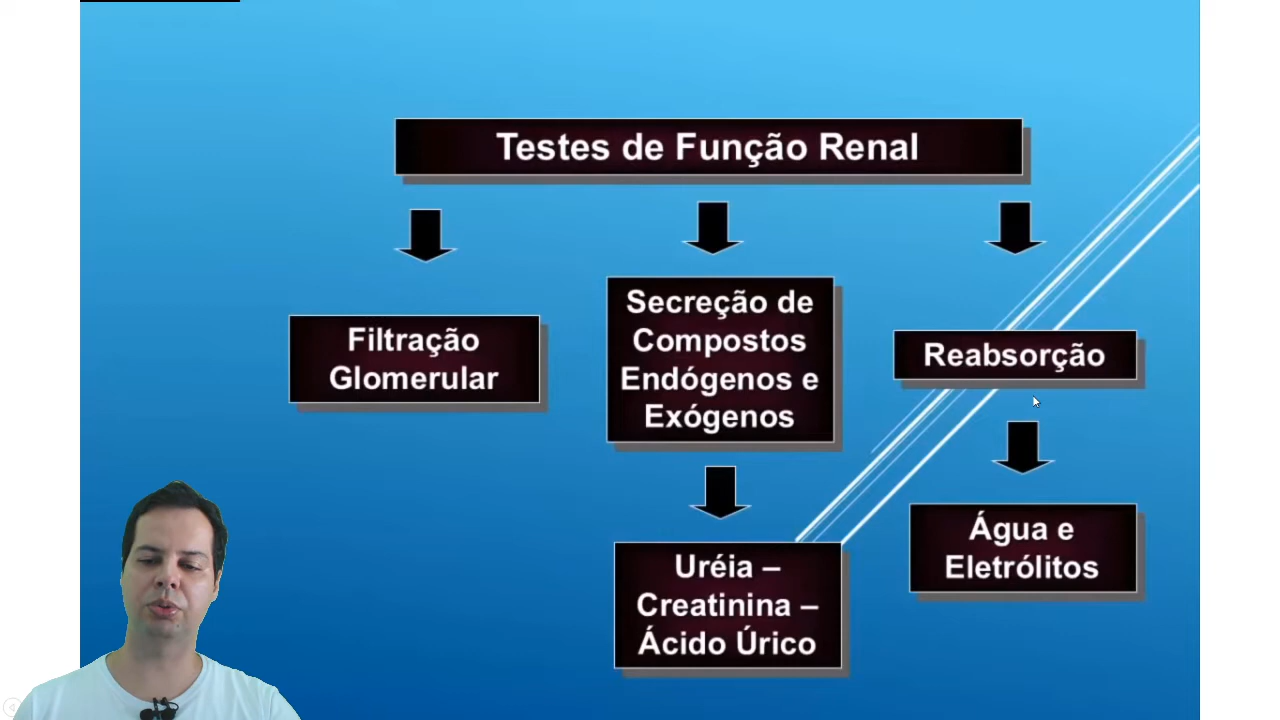 Testes de Função Renal
Filtração
Glomerular
Secreção de
Compostos
Endógenos e
Exógenos
Reabsorção
Uréia –
Creatinina –
Ácido Úrico
Água e
Eletrólitos